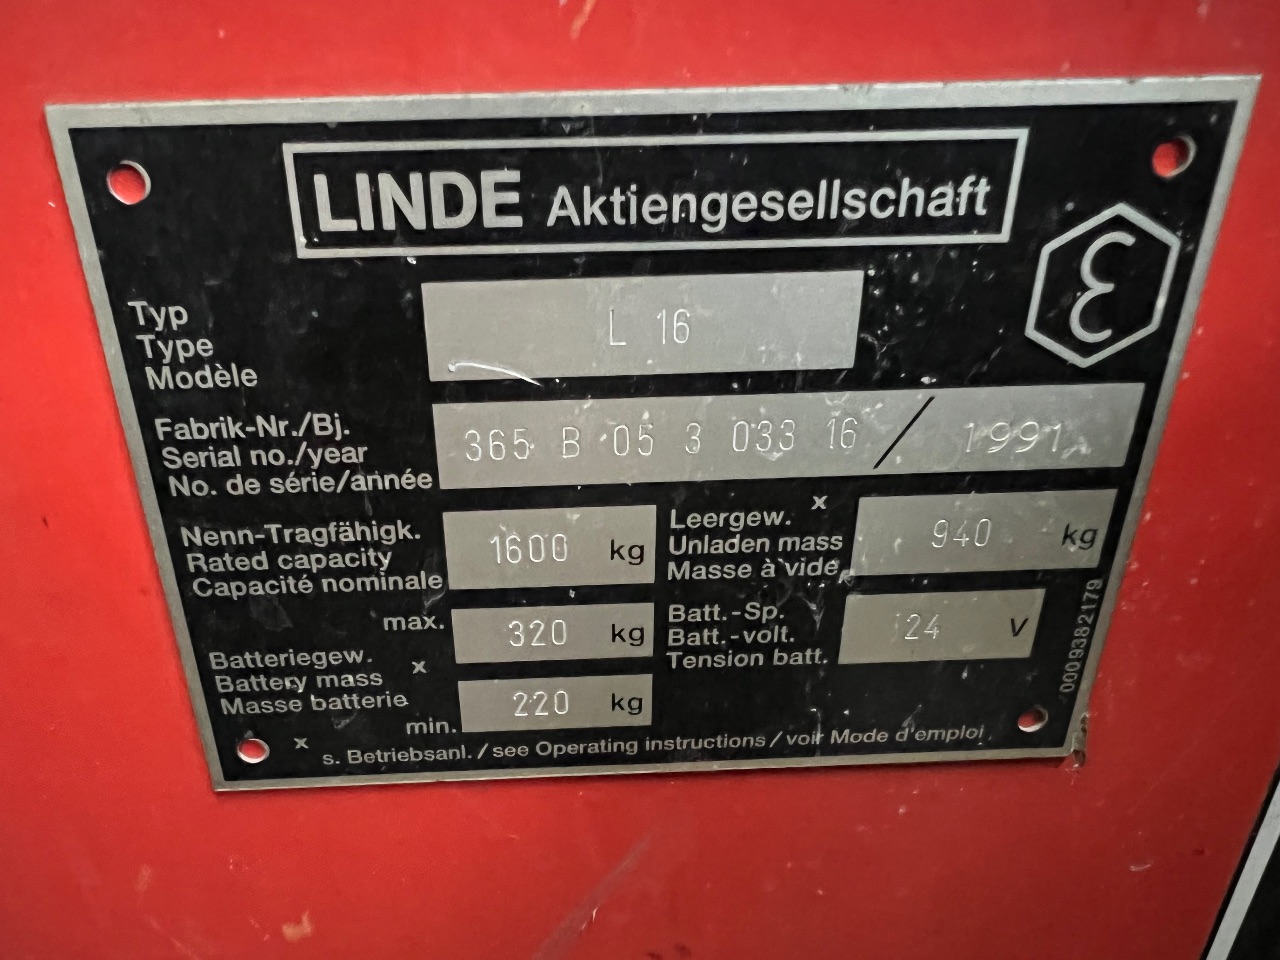 LINDE Aktiengesellschaft
Ɛ
Typ
Type
Modèle
L 16
Fabrik-Nr./Bj.
Serial no./year
No. de série/année
365 B 05 3 033 16 / 1991
Nenn-Tragfähigk.
Rated capacity
Capacité nominale
1600 kg
Leergew. x
Unladen mass
Masse à vide
940 kg
max.
320 kg
Batteriegew.
Battery mass x
Masse batterie
min.
220 kg
Batt.-Sp.
Batt.-volt.
Tension batt.
24 V
x s. Betriebsanl./see Operating instructions/voir Mode d'emploi
0009382179